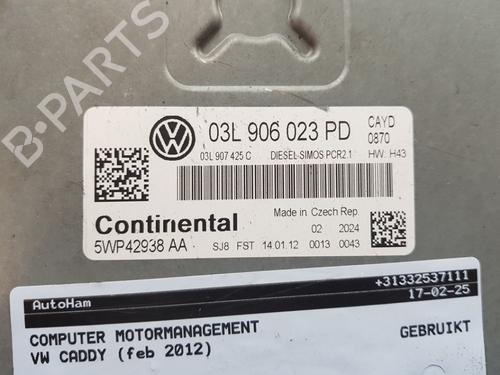 B-PARTS
03L 906 023 PD
CAYD
0870
03L 907 425 C DIESEL-SIMOS PCR2.1 HW: H43
Continental
Made in Czech Rep.
02 2024
5WP42938 AA SJ8 FST 14.01.12 0013 0043
+31332537111
AutoHam 17-02-25
COMPUTER MOTORMANAGEMENT GEBRUIKT
VW CADDY (feb 2012)